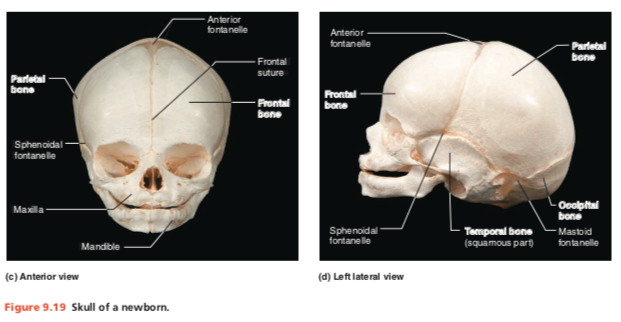 Anterior
fontanelle
Frontal
suture
Parietal
bone
Frontal
bone
Sphenoidal
fontanelle
Maxilla
Mandible
(c) Anterior view
Anterior
fontanelle
Parietal
bone
Frontal
bone
Occipital
bone
Sphenoidal
fontanelle
Temporal bone
(squamous part)
Mastoid
fontanelle
(d) Left lateral view
Figure 9.19 Skull of a newborn.